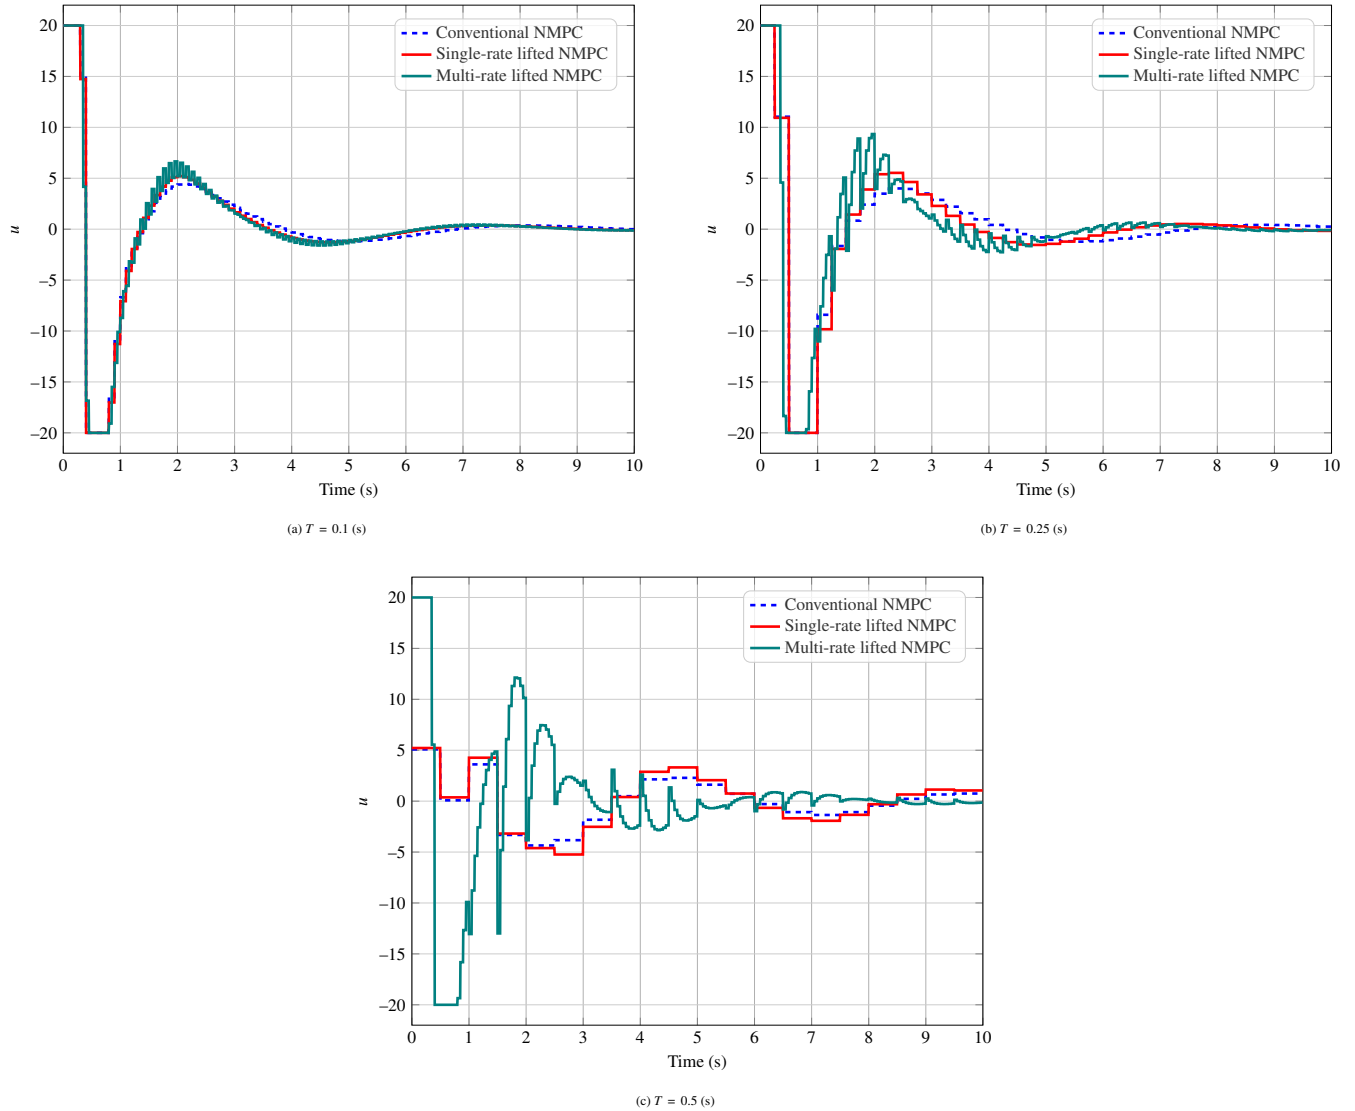 20
15
10
5
0
–5
–10
–15
–20
u
0 1 2 3 4 5 6 7 8 9 10
Time (s)
Conventional NMPC
Single-rate lifted NMPC
Multi-rate lifted NMPC
(a) T = 0.1 (s)
20
15
10
5
0
–5
–10
–15
–20
u
0 1 2 3 4 5 6 7 8 9 10
Time (s)
Conventional NMPC
Single-rate lifted NMPC
Multi-rate lifted NMPC
(b) T = 0.25 (s)
20
15
10
5
0
–5
–10
–15
–20
u
0 1 2 3 4 5 6 7 8 9 10
Time (s)
Conventional NMPC
Single-rate lifted NMPC
Multi-rate lifted NMPC
(c) T = 0.5 (s)